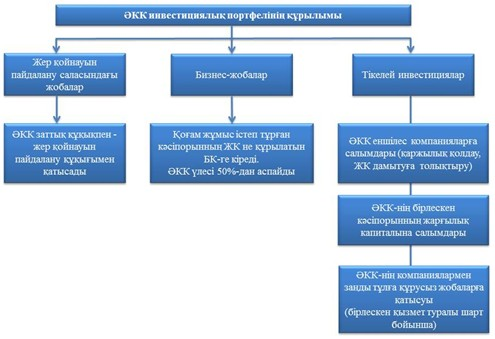 ӘКК инвестициялық портфелінің құрылымы
Жер қойнауын
пайдалану саласындағы
жобалар
ӘКК заттық құқықпен -
жер қойнауын
пайдалану құқығымен
қатысады
Бизнес-жобалар
Қоғам жұмыс істеп тұрған
кәсіпорынның ЖК не құрылатын
БК-ге кіреді.
ӘКК үлесі 50%-дан аспайды
Тікелей инвестициялар
ӘКК еншілес компанияларға
салымдары (қаржылық қолдау,
ЖК дамытуға толықтыру)
ӘКК-нің бірлескен
кәсіпорынның жарғылық
капиталына салымдары
ӘКК-нің компаниялармен
заңды тұлға құрусыз жобаларға
қатысуы
(бірлескен қызмет туралы шарт
бойынша)